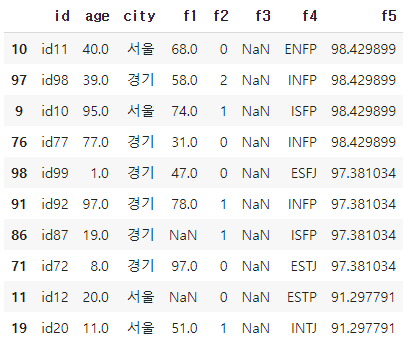 id age city f1 f2 f3 f4 f5
10 id11 40.0 서울 68.0 0 NaN ENFP 98.429899
97 id98 39.0 경기 58.0 2 NaN INFP 98.429899
9 id10 95.0 서울 74.0 1 NaN ISFP 98.429899
76 id77 77.0 경기 31.0 0 NaN INFP 98.429899
98 id99 1.0 경기 47.0 0 NaN ESFJ 97.381034
91 id92 97.0 경기 78.0 1 NaN INFP 97.381034
86 id87 19.0 경기 NaN 1 NaN ISFP 97.381034
71 id72 8.0 경기 97.0 0 NaN ESTJ 97.381034
11 id12 20.0 서울 NaN 0 NaN ESTP 91.297791
19 id20 11.0 서울 51.0 1 NaN INTJ 91.297791